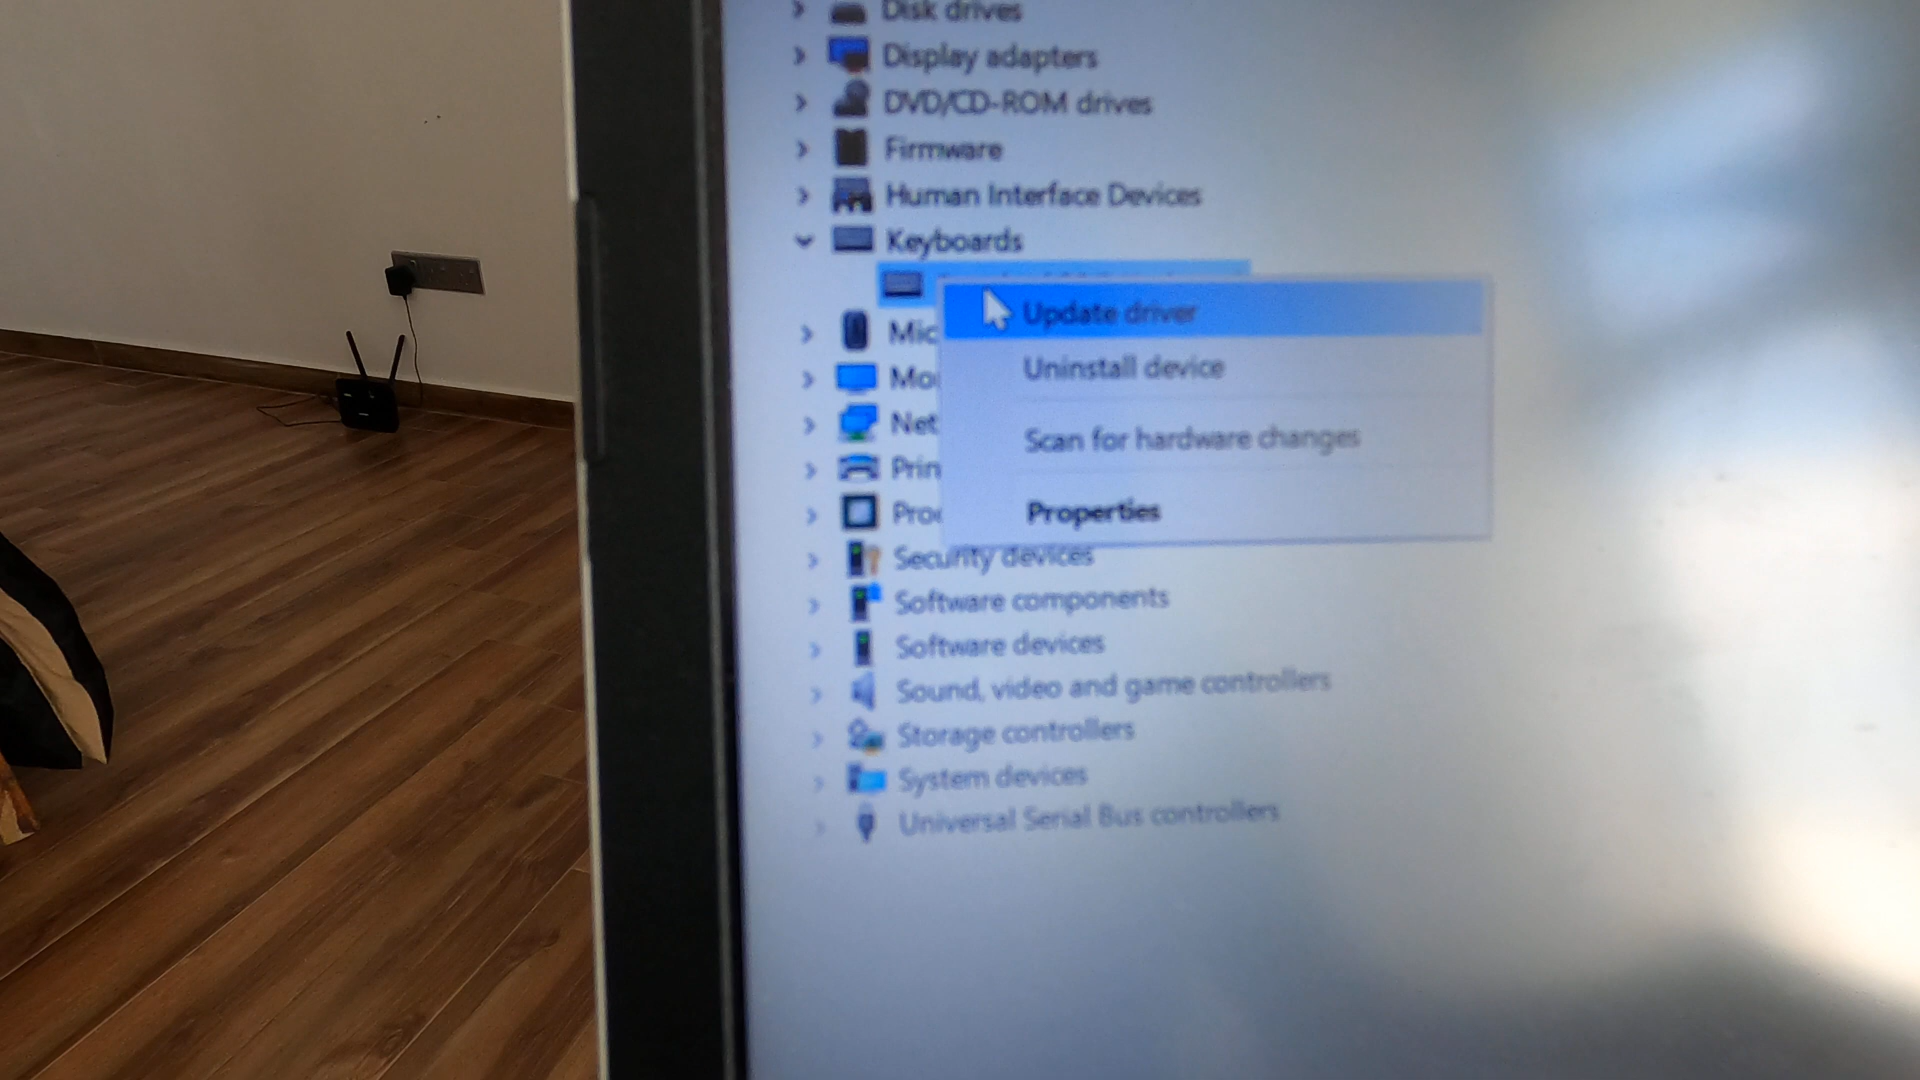 Disk drives
Display adapters
DVD/CD-ROM drives
Firmware
Human Interface Devices
Keyboards
Update driver
Mic
Uninstall device
Mo
Net
Scan for hardware changes
Prin
Proc
Properties
Security devices
Software components
Software devices
Sound, video and game controllers
Storage controllers
System devices
Universal Serial Bus controllers